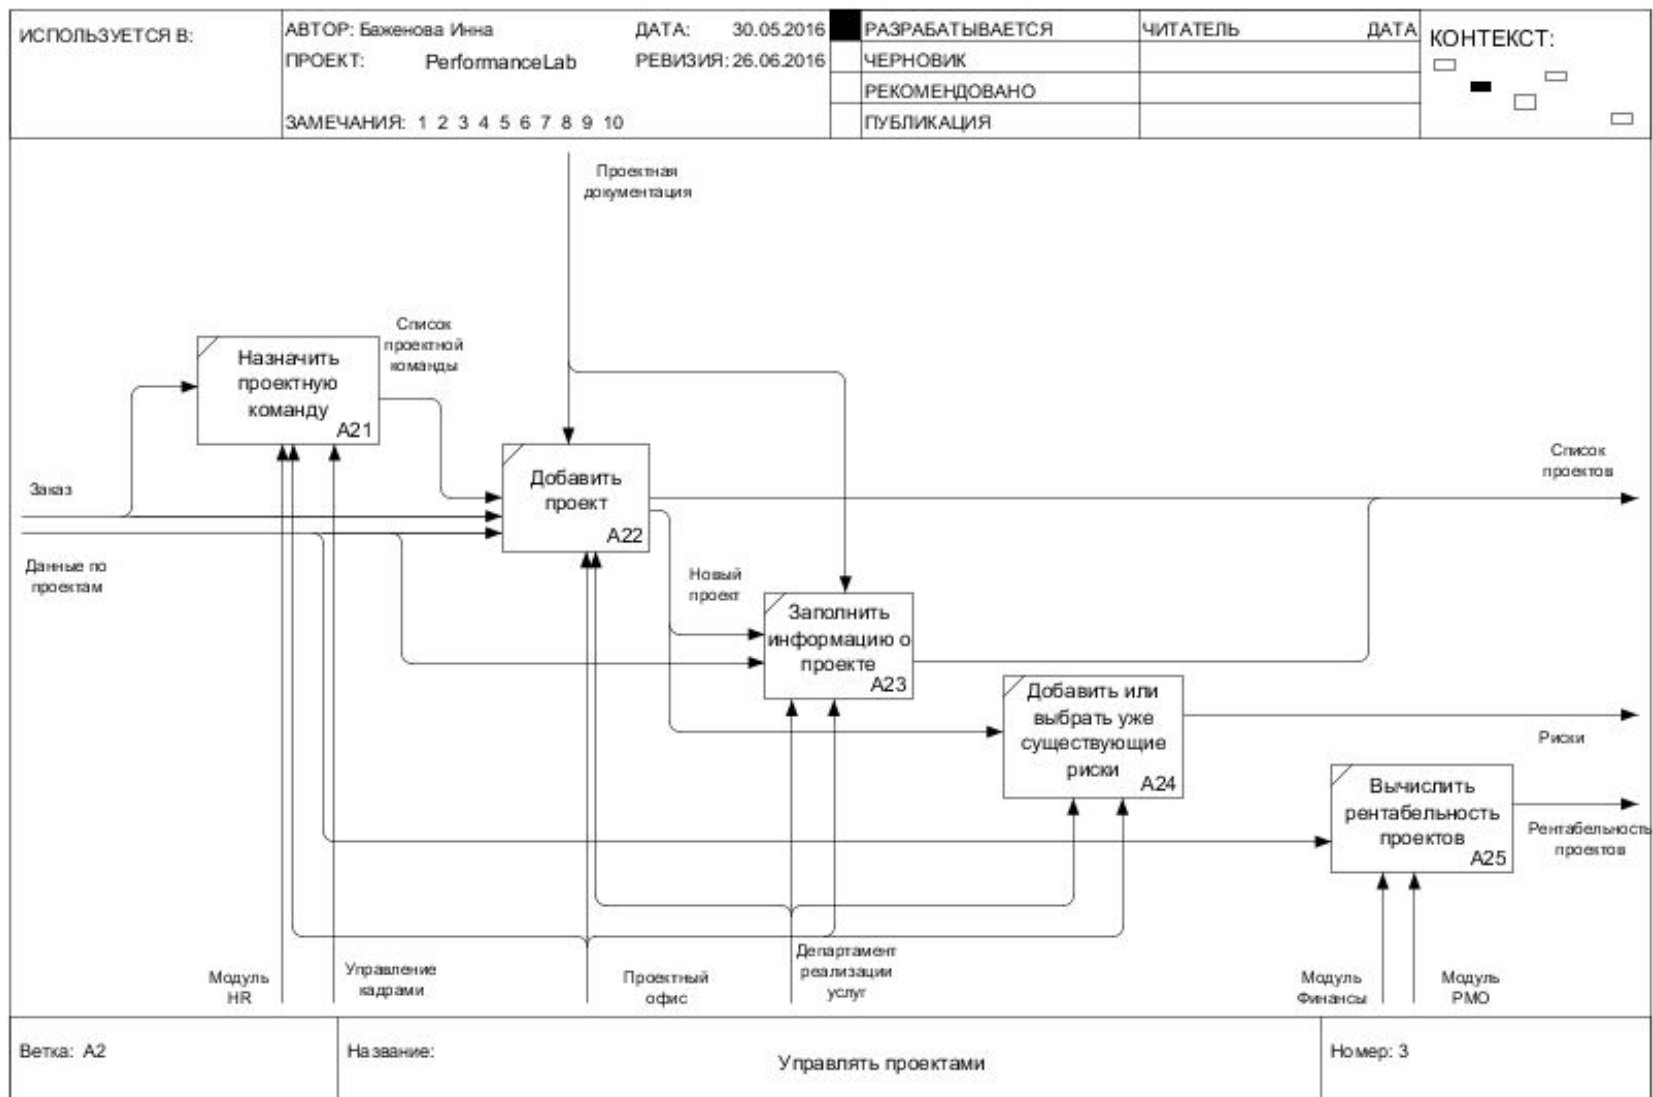 ИСПОЛЬЗУЕТСЯ В:
АВТОР: Баженова Инна
ДАТА: 30.05.2016
ПРОЕКТ: PerformanceLab
РЕВИЗИЯ: 26.06.2016
ЗАМЕЧАНИЯ: 1 2 3 4 5 6 7 8 9 10
РАЗРАБАТЫВАЕТСЯ
ЧЕРНОВИК
РЕКОМЕНДОВАНО
ПУБЛИКАЦИЯ
ЧИТАТЕЛЬ
ДАТА
КОНТЕКСТ:
Проектная
документация
Список
проектной
команды
Назначить
проектную
команду
A21
Заказ
Данные по
проектам
Добавить
проект
A22
Список
проектов
Новый
проект
Заполнить
информацию о
проекте
A23
Добавить или
выбрать уже
существующие
риски
A24
Риски
Вычислить
рентабельность
проектов
A25
Рентабельность
проектов
Модуль
HR
Управление
кадрами
Проектный
офис
Департамент
реализации
услуг
Модуль
Финансы
Модуль
PMO
Ветка: A2
Название:
Управлять проектами
Номер: 3